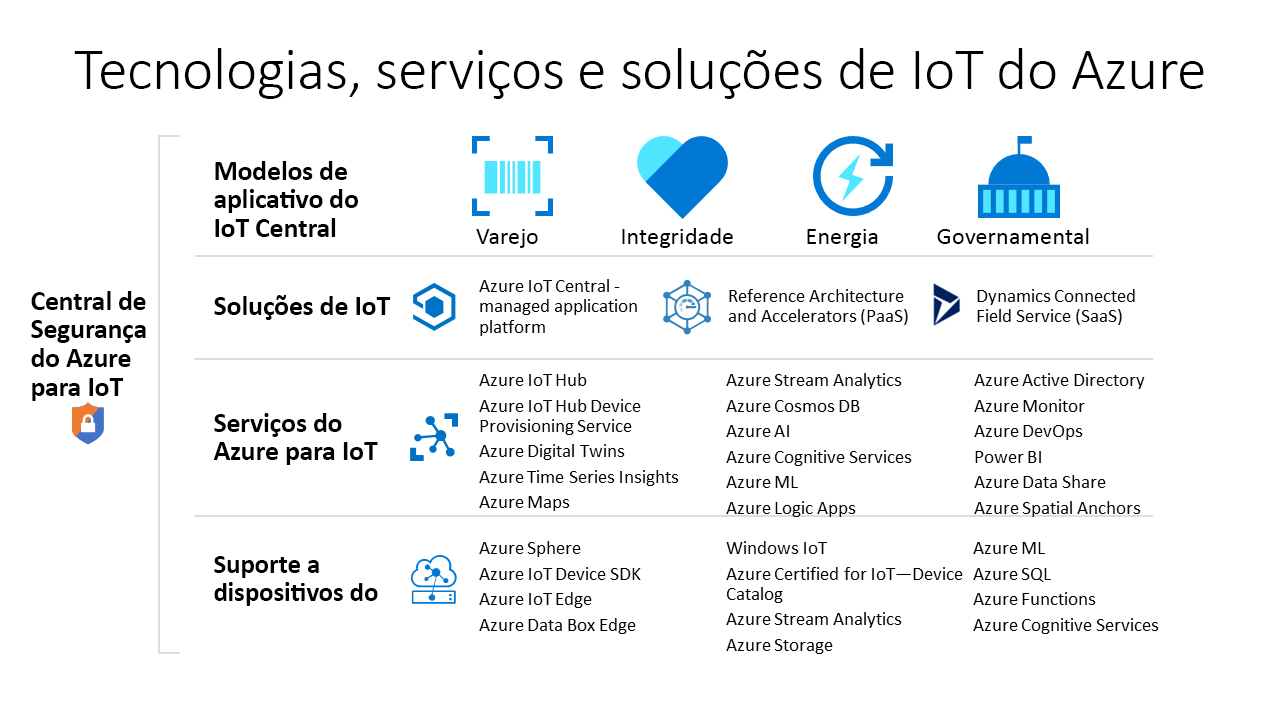 Tecnologias, serviços e soluções de IoT do Azure
Central de
Segurança
do Azure
para IoT
Modelos de
aplicativo do
IoT Central
Varejo
Integridade
Energia
Governamental
Soluções de IoT
Azure IoT Central -
managed application
platform
Reference Architecture
and Accelerators (PaaS)
Dynamics Connected
Field Service (SaaS)
Serviços do
Azure para IoT
Azure IoT Hub
Azure IoT Hub Device
Provisioning Service
Azure Digital Twins
Azure Time Series Insights
Azure Maps
Azure Stream Analytics
Azure Cosmos DB
Azure AI
Azure Cognitive Services
Azure ML
Azure Logic Apps
Azure Active Directory
Azure Monitor
Azure DevOps
Power BI
Azure Data Share
Azure Spatial Anchors
Suporte a
dispositivos do
Azure Sphere
Azure IoT Device SDK
Azure IoT Edge
Azure Data Box Edge
Windows IoT
Azure Certified for IoT—Device
Catalog
Azure Stream Analytics
Azure Storage
Azure ML
Azure SQL
Azure Functions
Azure Cognitive Services